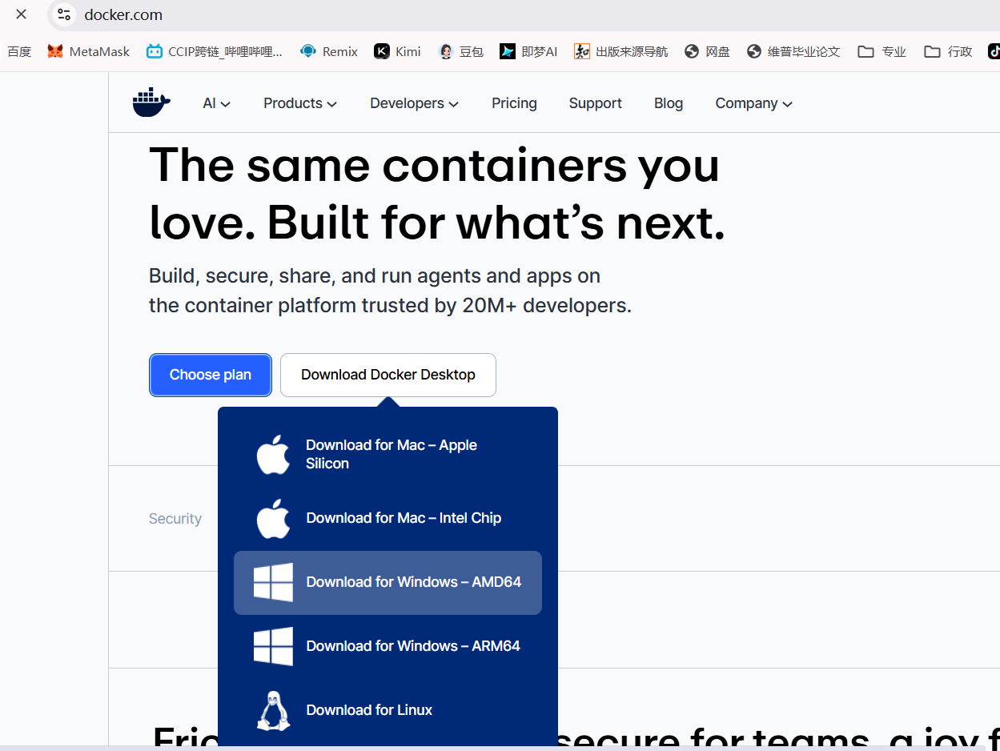 docker.com
百度 MetaMask CCIP跨链_哔哩哔哩... Remix Kimi 豆包 即梦AI 出版来源导航 网盘 维普毕业论文 专业 行政
AI Products Developers Pricing Support Blog Company
The same containers you
love. Built for what’s next.
Build, secure, share, and run agents and apps on
the container platform trusted by 20M+ developers.
Choose plan Download Docker Desktop
Download for Mac – Apple
Silicon
Security
Download for Mac – Intel Chip
Download for Windows – AMD64
Download for Windows – ARM64
Download for Linux
secure for teams, a joy f